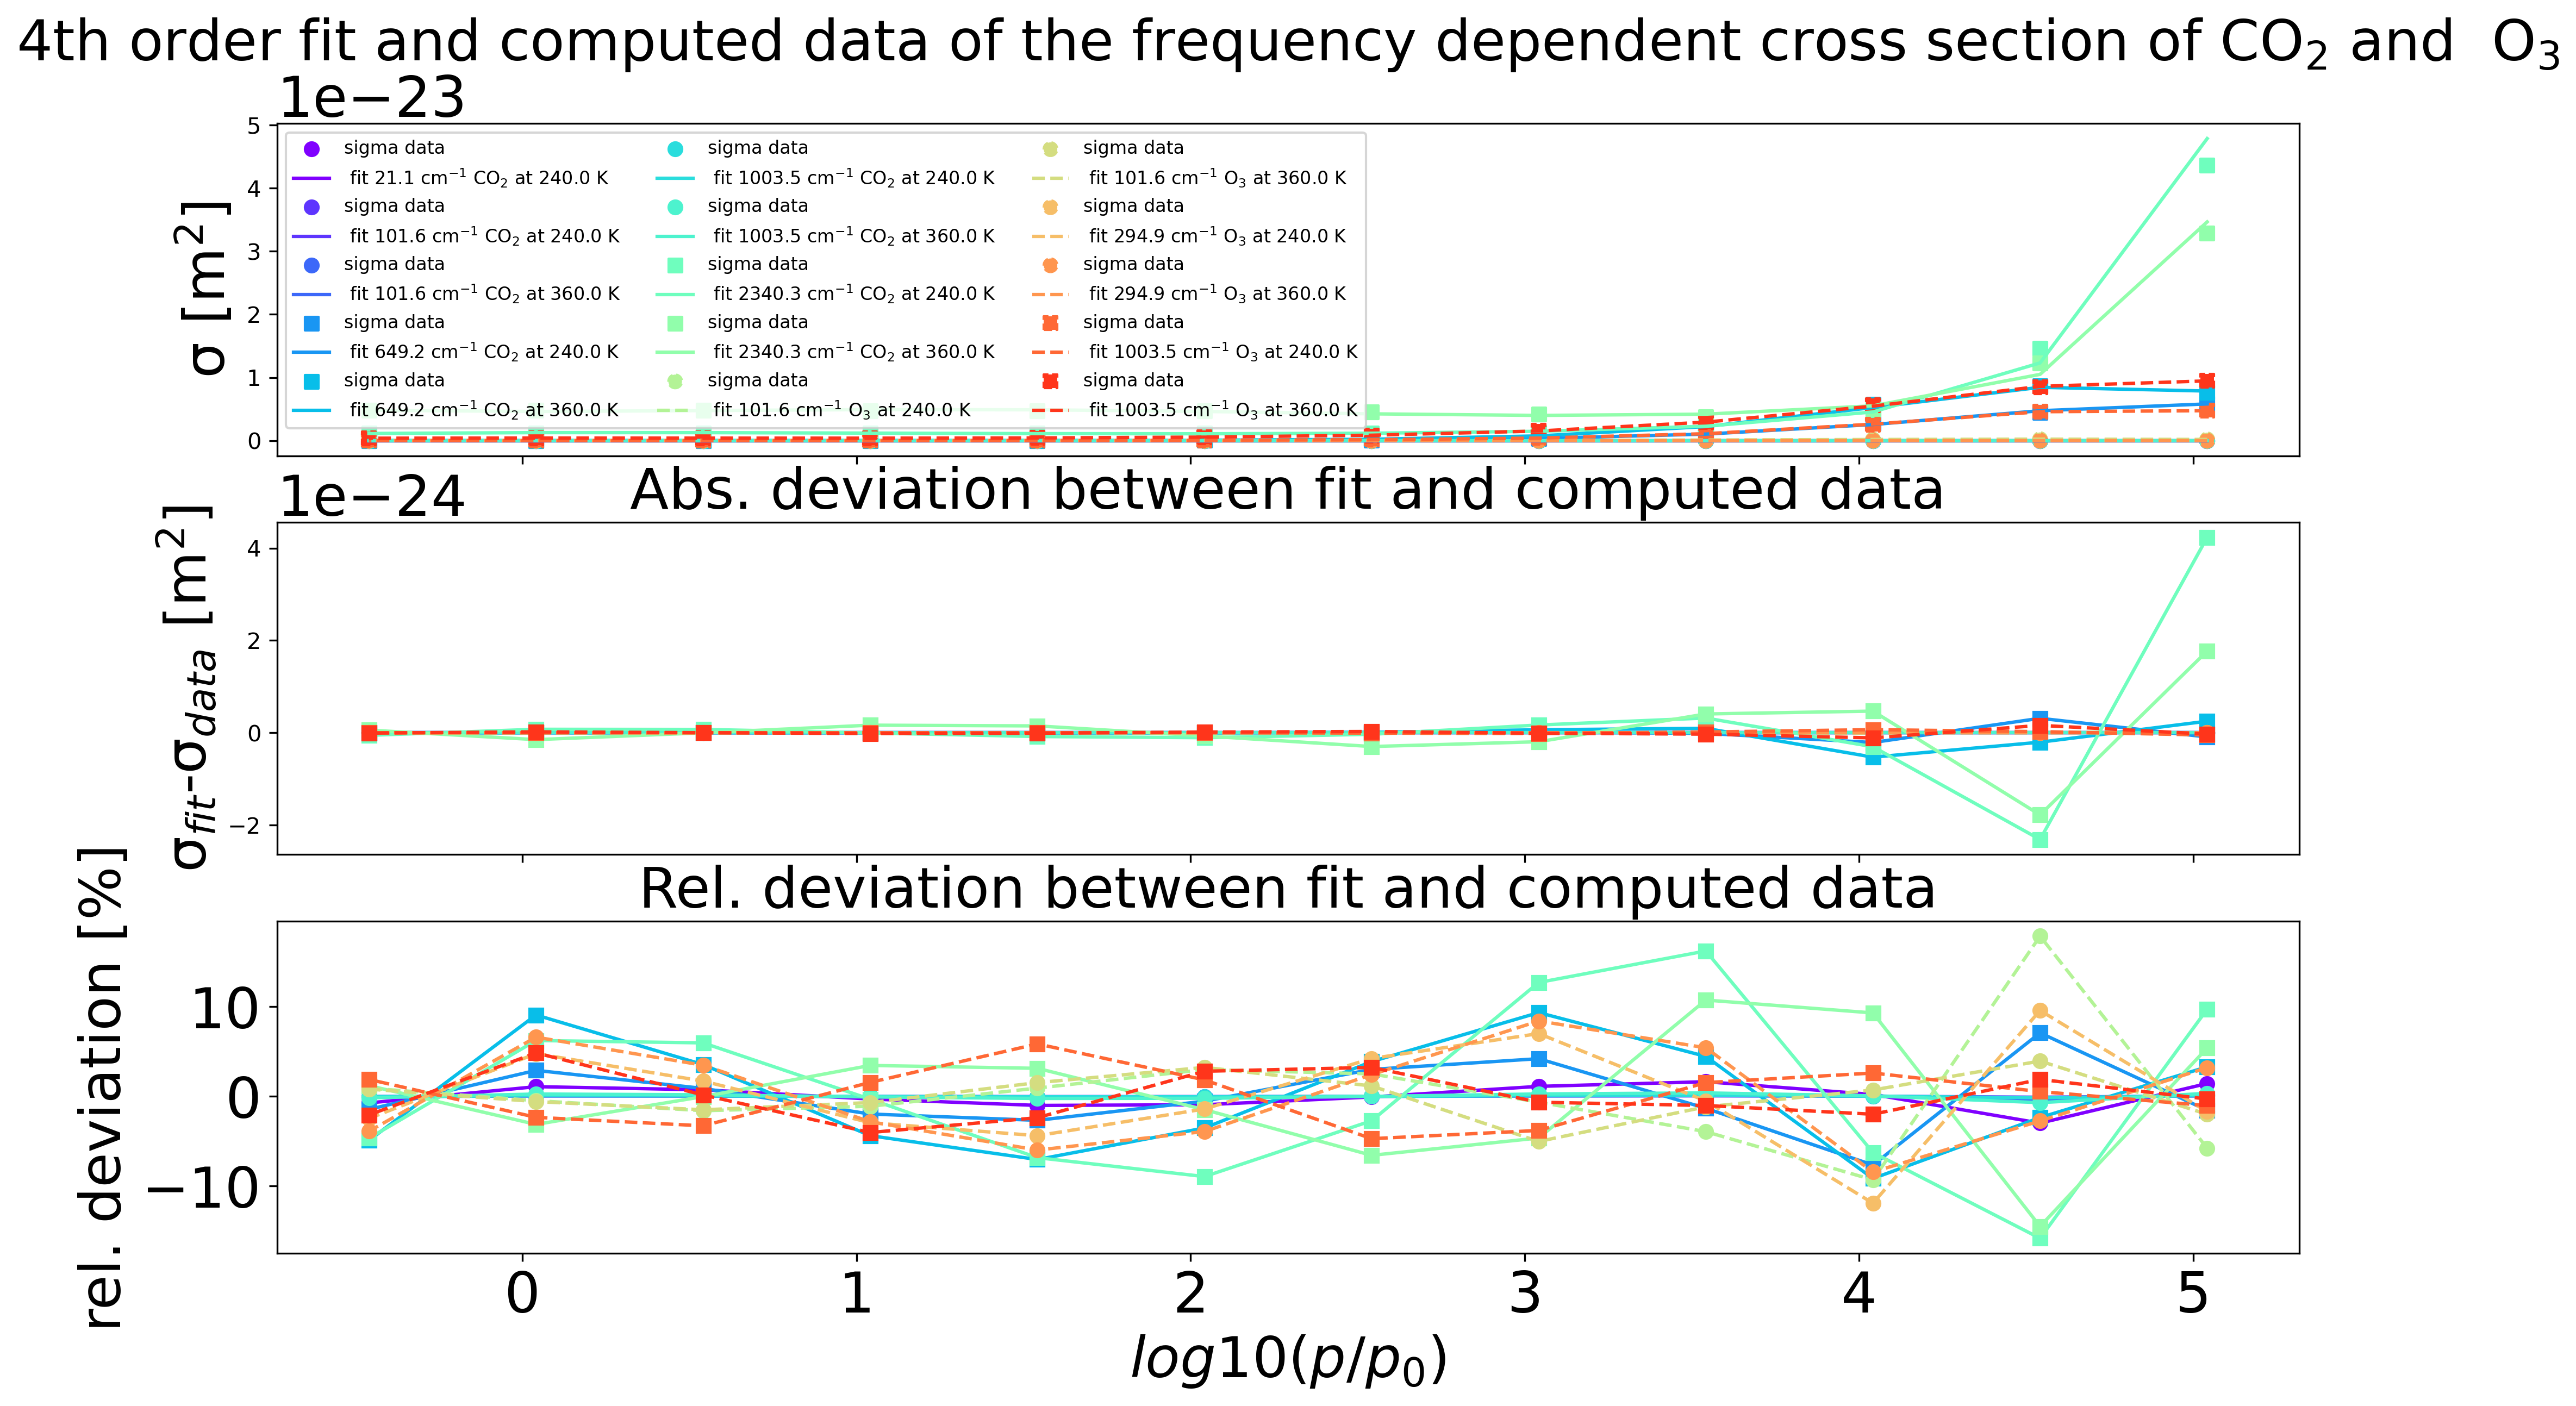 4th order fit and computed data of the frequency dependent cross section of CO₂ and O₃
1e−23
σ [m²]
5
4
3
2
1
0
sigma data
fit 21.1 cm⁻¹ CO₂ at 240.0 K
sigma data
fit 101.6 cm⁻¹ CO₂ at 240.0 K
sigma data
fit 101.6 cm⁻¹ CO₂ at 360.0 K
sigma data
fit 649.2 cm⁻¹ CO₂ at 240.0 K
sigma data
fit 649.2 cm⁻¹ CO₂ at 360.0 K
sigma data
fit 1003.5 cm⁻¹ CO₂ at 240.0 K
sigma data
fit 1003.5 cm⁻¹ CO₂ at 360.0 K
sigma data
fit 2340.3 cm⁻¹ CO₂ at 240.0 K
sigma data
fit 2340.3 cm⁻¹ CO₂ at 360.0 K
sigma data
fit 101.6 cm⁻¹ O₃ at 240.0 K
sigma data
fit 101.6 cm⁻¹ O₃ at 360.0 K
sigma data
fit 294.9 cm⁻¹ O₃ at 240.0 K
sigma data
fit 294.9 cm⁻¹ O₃ at 360.0 K
sigma data
fit 1003.5 cm⁻¹ O₃ at 240.0 K
sigma data
fit 1003.5 cm⁻¹ O₃ at 360.0 K
Abs. deviation between fit and computed data
1e−24
σfit-σdata [m²]
4
2
0
−2
Rel. deviation between fit and computed data
rel. deviation [%]
10
0
−10
0 1 2 3 4 5
log10(p/p₀)